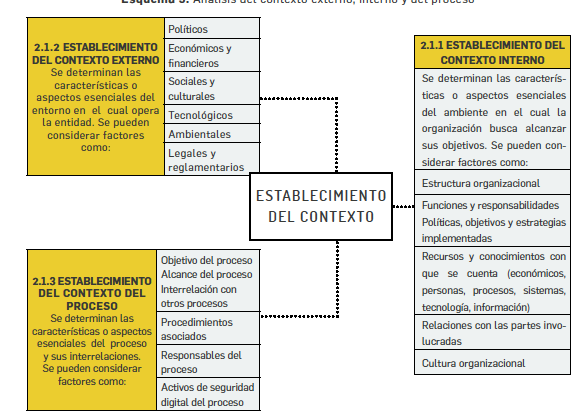 Esquema 3. Análisis del contexto externo, interno y del proceso
2.1.2 ESTABLECIMIENTO
DEL CONTEXTO EXTERNO
Se determinan las
características o
aspectos esenciales del
entorno en el cual opera
la entidad. Se pueden
considerar factores
como:
Políticos
Económicos y
financieros
Sociales y
culturales
Tecnológicos
Ambientales
Legales y
reglamentarios
ESTABLECIMIENTO
DEL CONTEXTO
2.1.1 ESTABLECIMIENTO DEL
CONTEXTO INTERNO
Se determinan las caracterís-
ticas o aspectos esenciales
del ambiente en el cual la
organización busca alcanzar
sus objetivos. Se pueden con-
siderar factores como:
Estructura organizacional
Funciones y responsabilidades
Políticas, objetivos y estrategias
implementadas
Recursos y conocimientos con
que se cuenta (económicos,
personas, procesos, sistemas,
tecnología, información)
Relaciones con las partes invo-
lucradas
Cultura organizacional
2.1.3 ESTABLECIMIENTO
DEL CONTEXTO DEL
PROCESO
Se determinan las
características o aspectos
esenciales del proceso
y sus interrelaciones.
Se pueden considerar
factores como:
Objetivo del proceso
Alcance del proceso
Interrelación con
otros procesos
Procedimientos
asociados
Responsables del
proceso
Activos de seguridad
digital del proceso